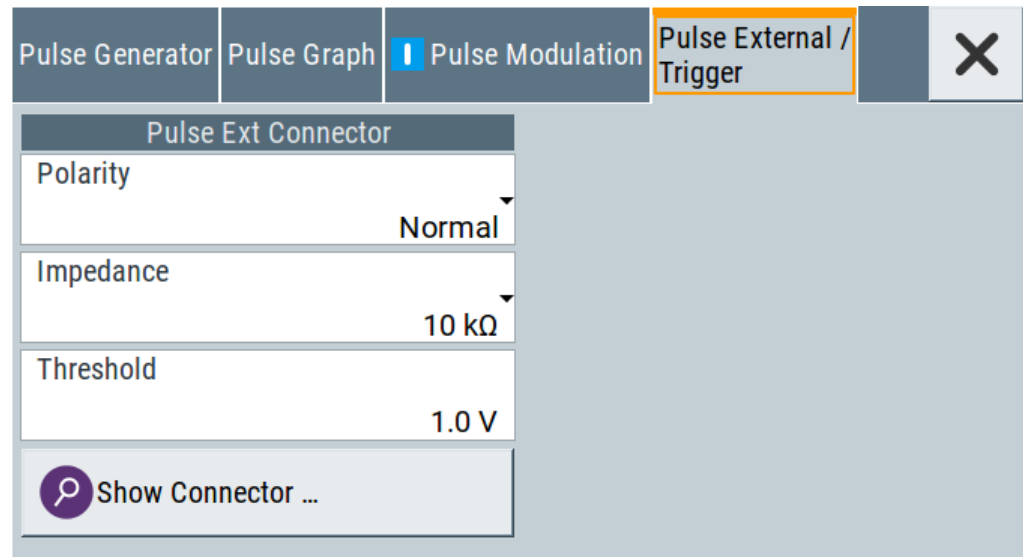 Pulse Generator
Pulse Graph
Pulse Modulation
Pulse External /
Trigger
Pulse Ext Connector
Polarity
Normal
Impedance
10 kΩ
Threshold
1.0 V
Show Connector ...